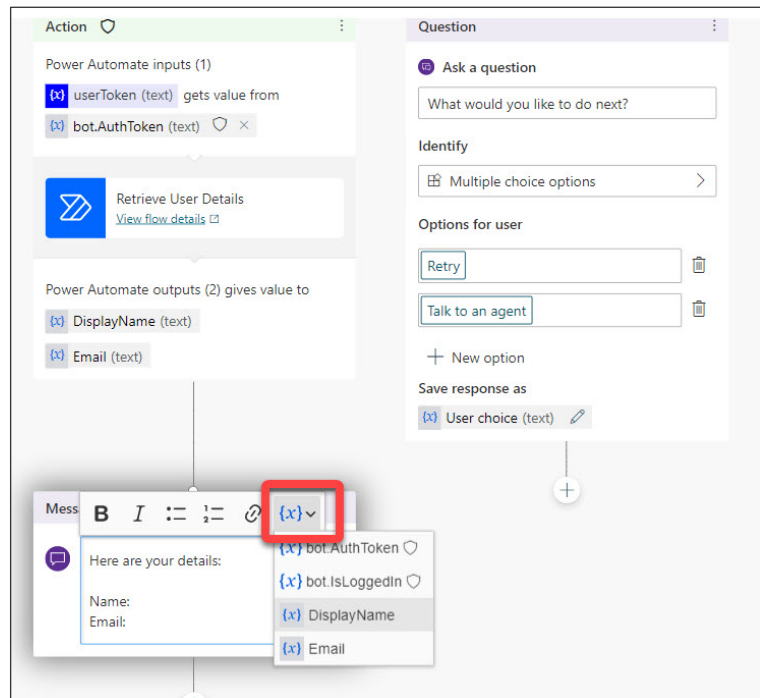 Action
Power Automate inputs (1)
{x} userToken (text) gets value from
{x} bot.AuthToken (text)
Retrieve User Details
View flow details
Power Automate outputs (2) gives value to
{x} DisplayName (text)
{x} Email (text)
Question
Ask a question
What would you like to do next?
Identify
Multiple choice options
Options for user
Retry
Talk to an agent
New option
Save response as
{x} User choice (text)
Mess
B I {x}
Here are your details:
Name:
Email:
{x} bot.AuthToken
{x} bot.IsLoggedIn
{x} DisplayName
{x} Email